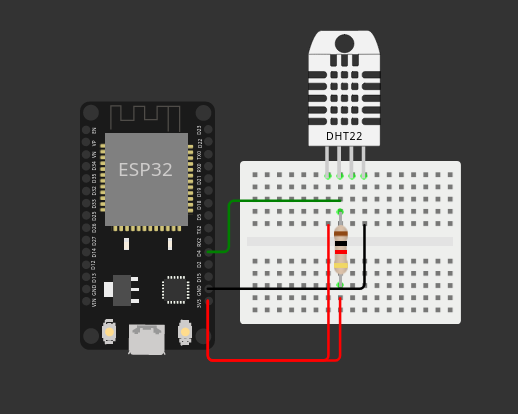 DHT22
ESP32
EN
VP
VN
D34
D35
D32
D33
D25
D26
D27
D14
D12
D13
GND
VIN
D23
D22
TX0
RX0
D21
D19
D18
D5
TX2
RX2
D4
D2
D15
GND
3V3